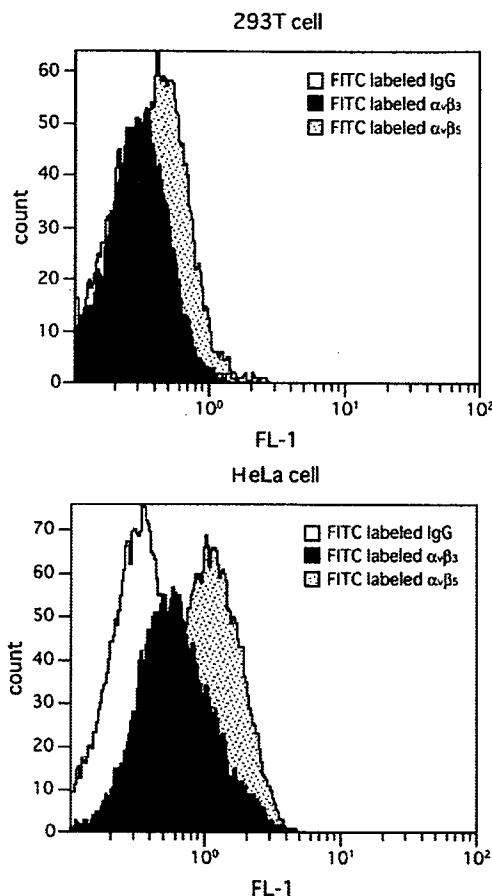 293T cell
60
50
40
30
20
10
0
count
FITC labeled IgG
FITC labeled αvβ3
FITC labeled αvβ5
10⁰
10¹
10²
FL-1
HeLa cell
70
60
50
40
30
20
10
0
count
FITC labeled IgG
FITC labeled αvβ3
FITC labeled αvβ5
10⁰
10¹
10²
FL-1